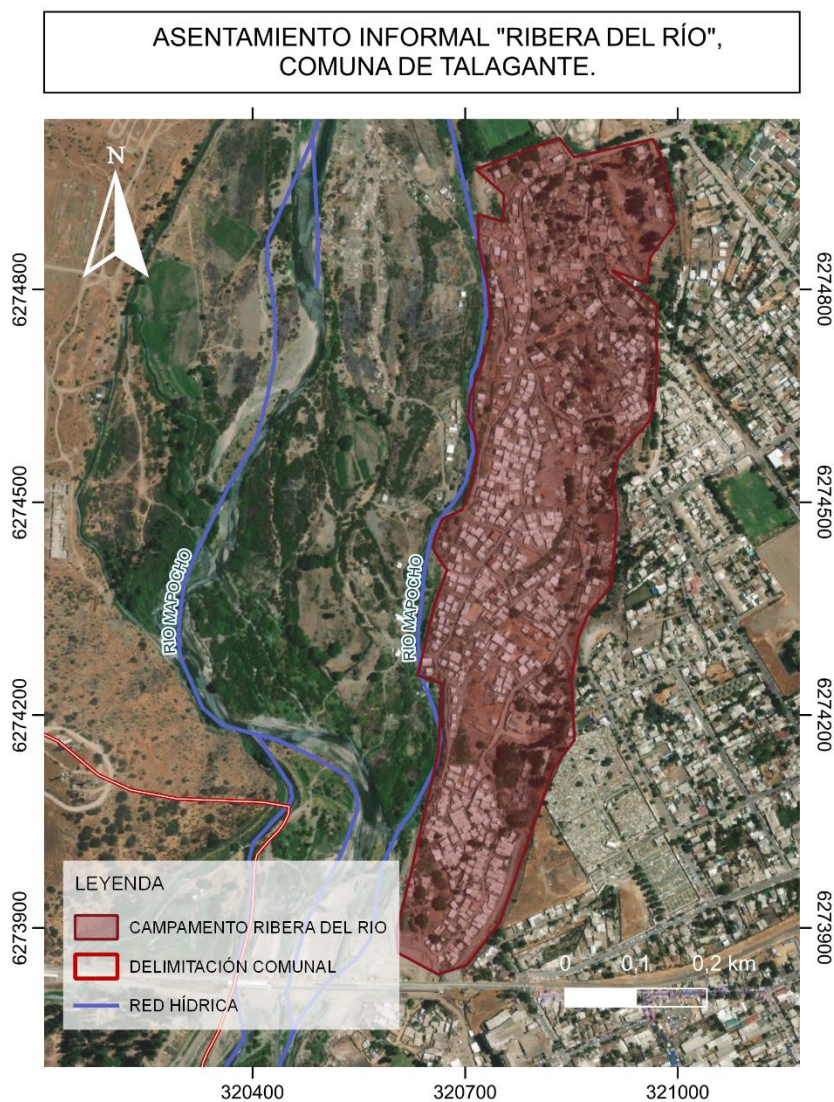 ASENTAMIENTO INFORMAL "RIBERA DEL RÍO",
COMUNA DE TALAGANTE.
N
6274800
6274800
6274500
6274500
RIO MAPOCHO
RIO MAPOCHO
6274200
6274200
LEYENDA
CAMPAMENTO RIBERA DEL RIO
DELIMITACIÓN COMUNAL
RED HÍDRICA
6273900
6273900
0 0,1 0,2 km
320400 320700 321000